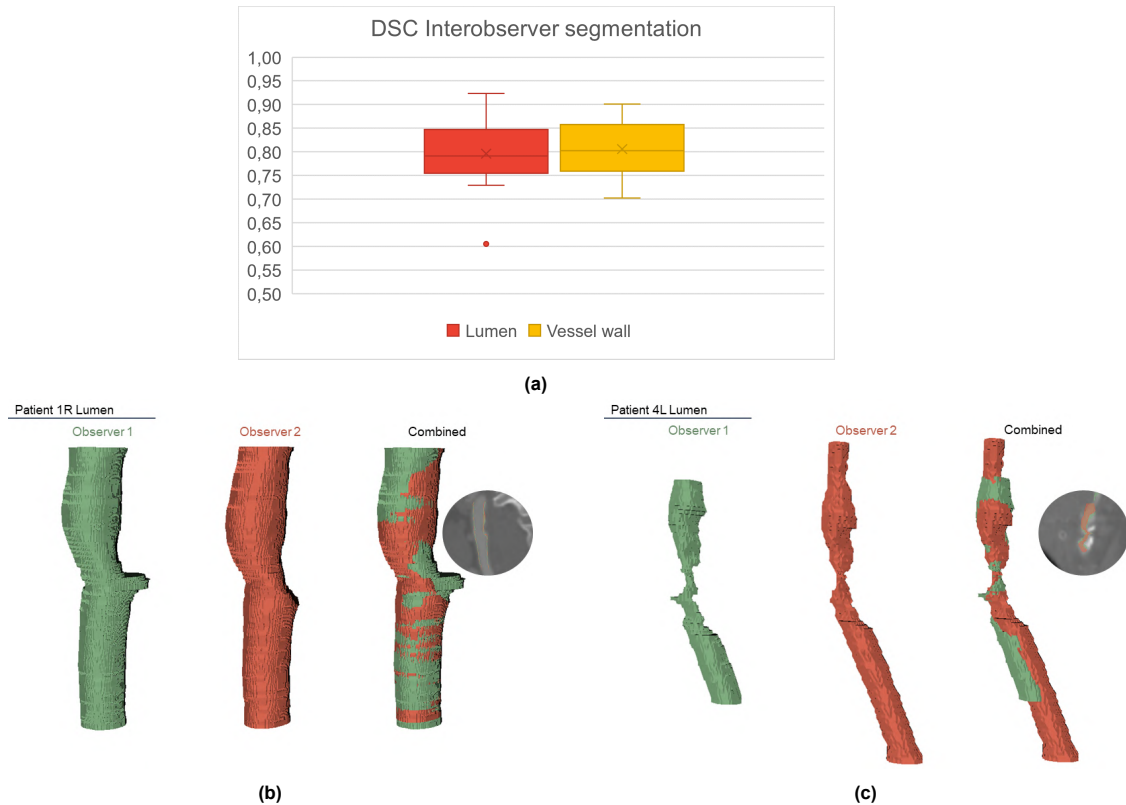 DSC Interobserver segmentation
1,00
0,95
0,90
0,85
0,80
0,75
0,70
0,65
0,60
0,55
0,50
Lumen Vessel wall
(a)
Patient 1R Lumen
Observer 1 Observer 2 Combined
(b)
Patient 4L Lumen
Observer 1 Observer 2 Combined
(c)